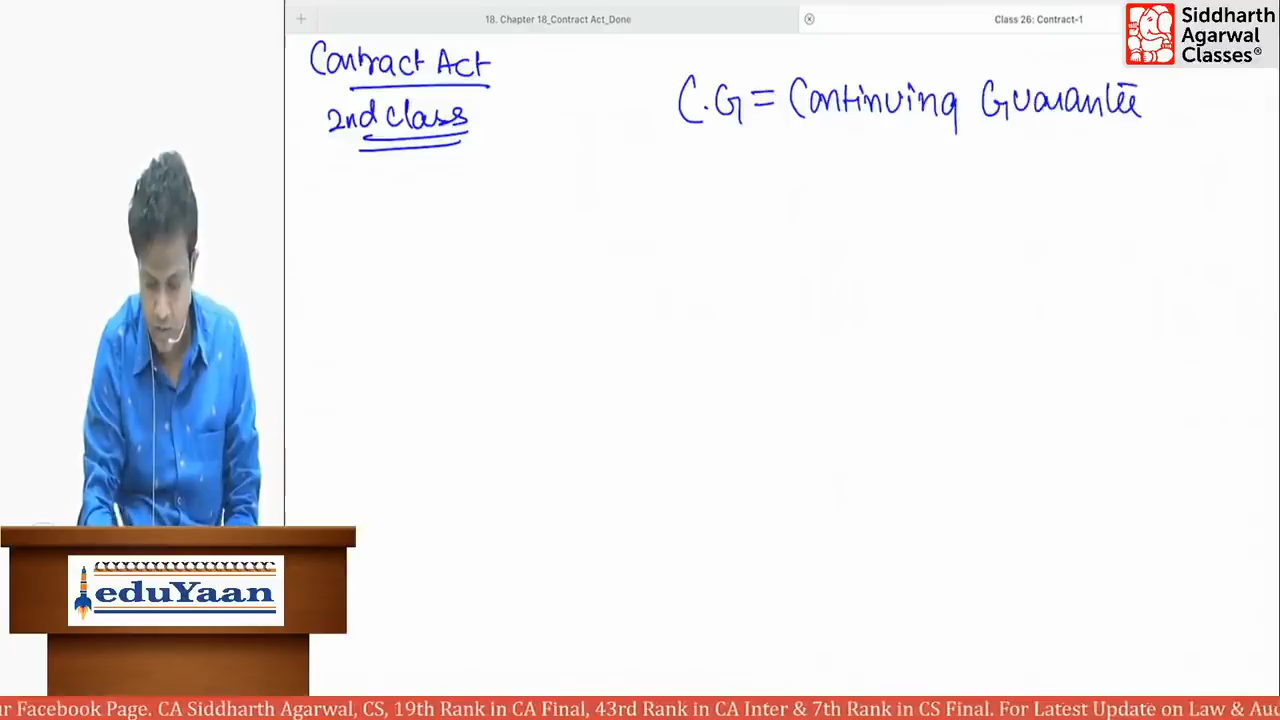 18. Chapter 18_Contract Act_Done
Class 26: Contract-1
Siddharth
Agarwal
Classes®
Contract Act
2nd class
C.G = Continuing Guarantee
eduYaan
ur Facebook Page. CA Siddharth Agarwal, CS, 19th Rank in CA Final, 43rd Rank in CA Inter & 7th Rank in CS Final. For Latest Update on Law & Aud